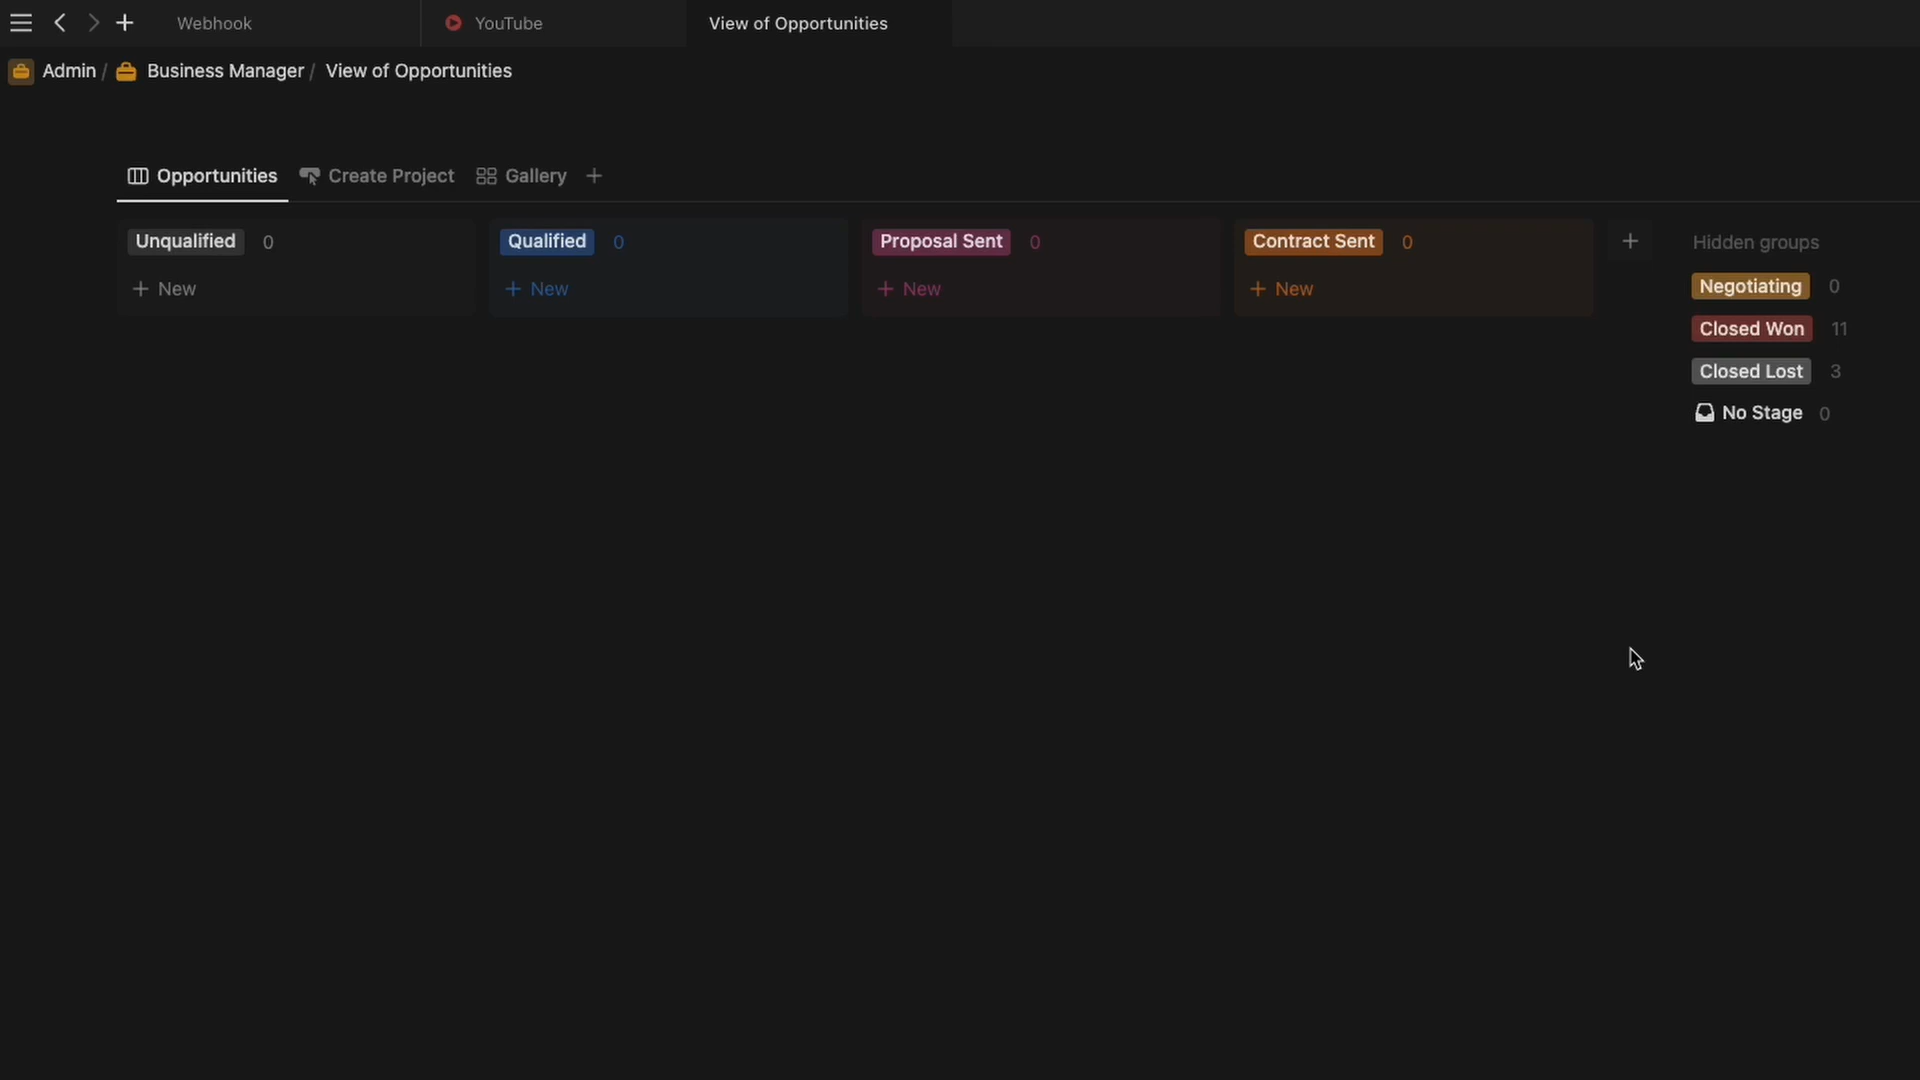 Webhook
YouTube
View of Opportunities
Admin / Business Manager / View of Opportunities
Opportunities
Create Project
Gallery
Unqualified 0
+ New
Qualified 0
+ New
Proposal Sent 0
+ New
Contract Sent 0
+ New
Hidden groups
Negotiating 0
Closed Won 11
Closed Lost 3
No Stage 0